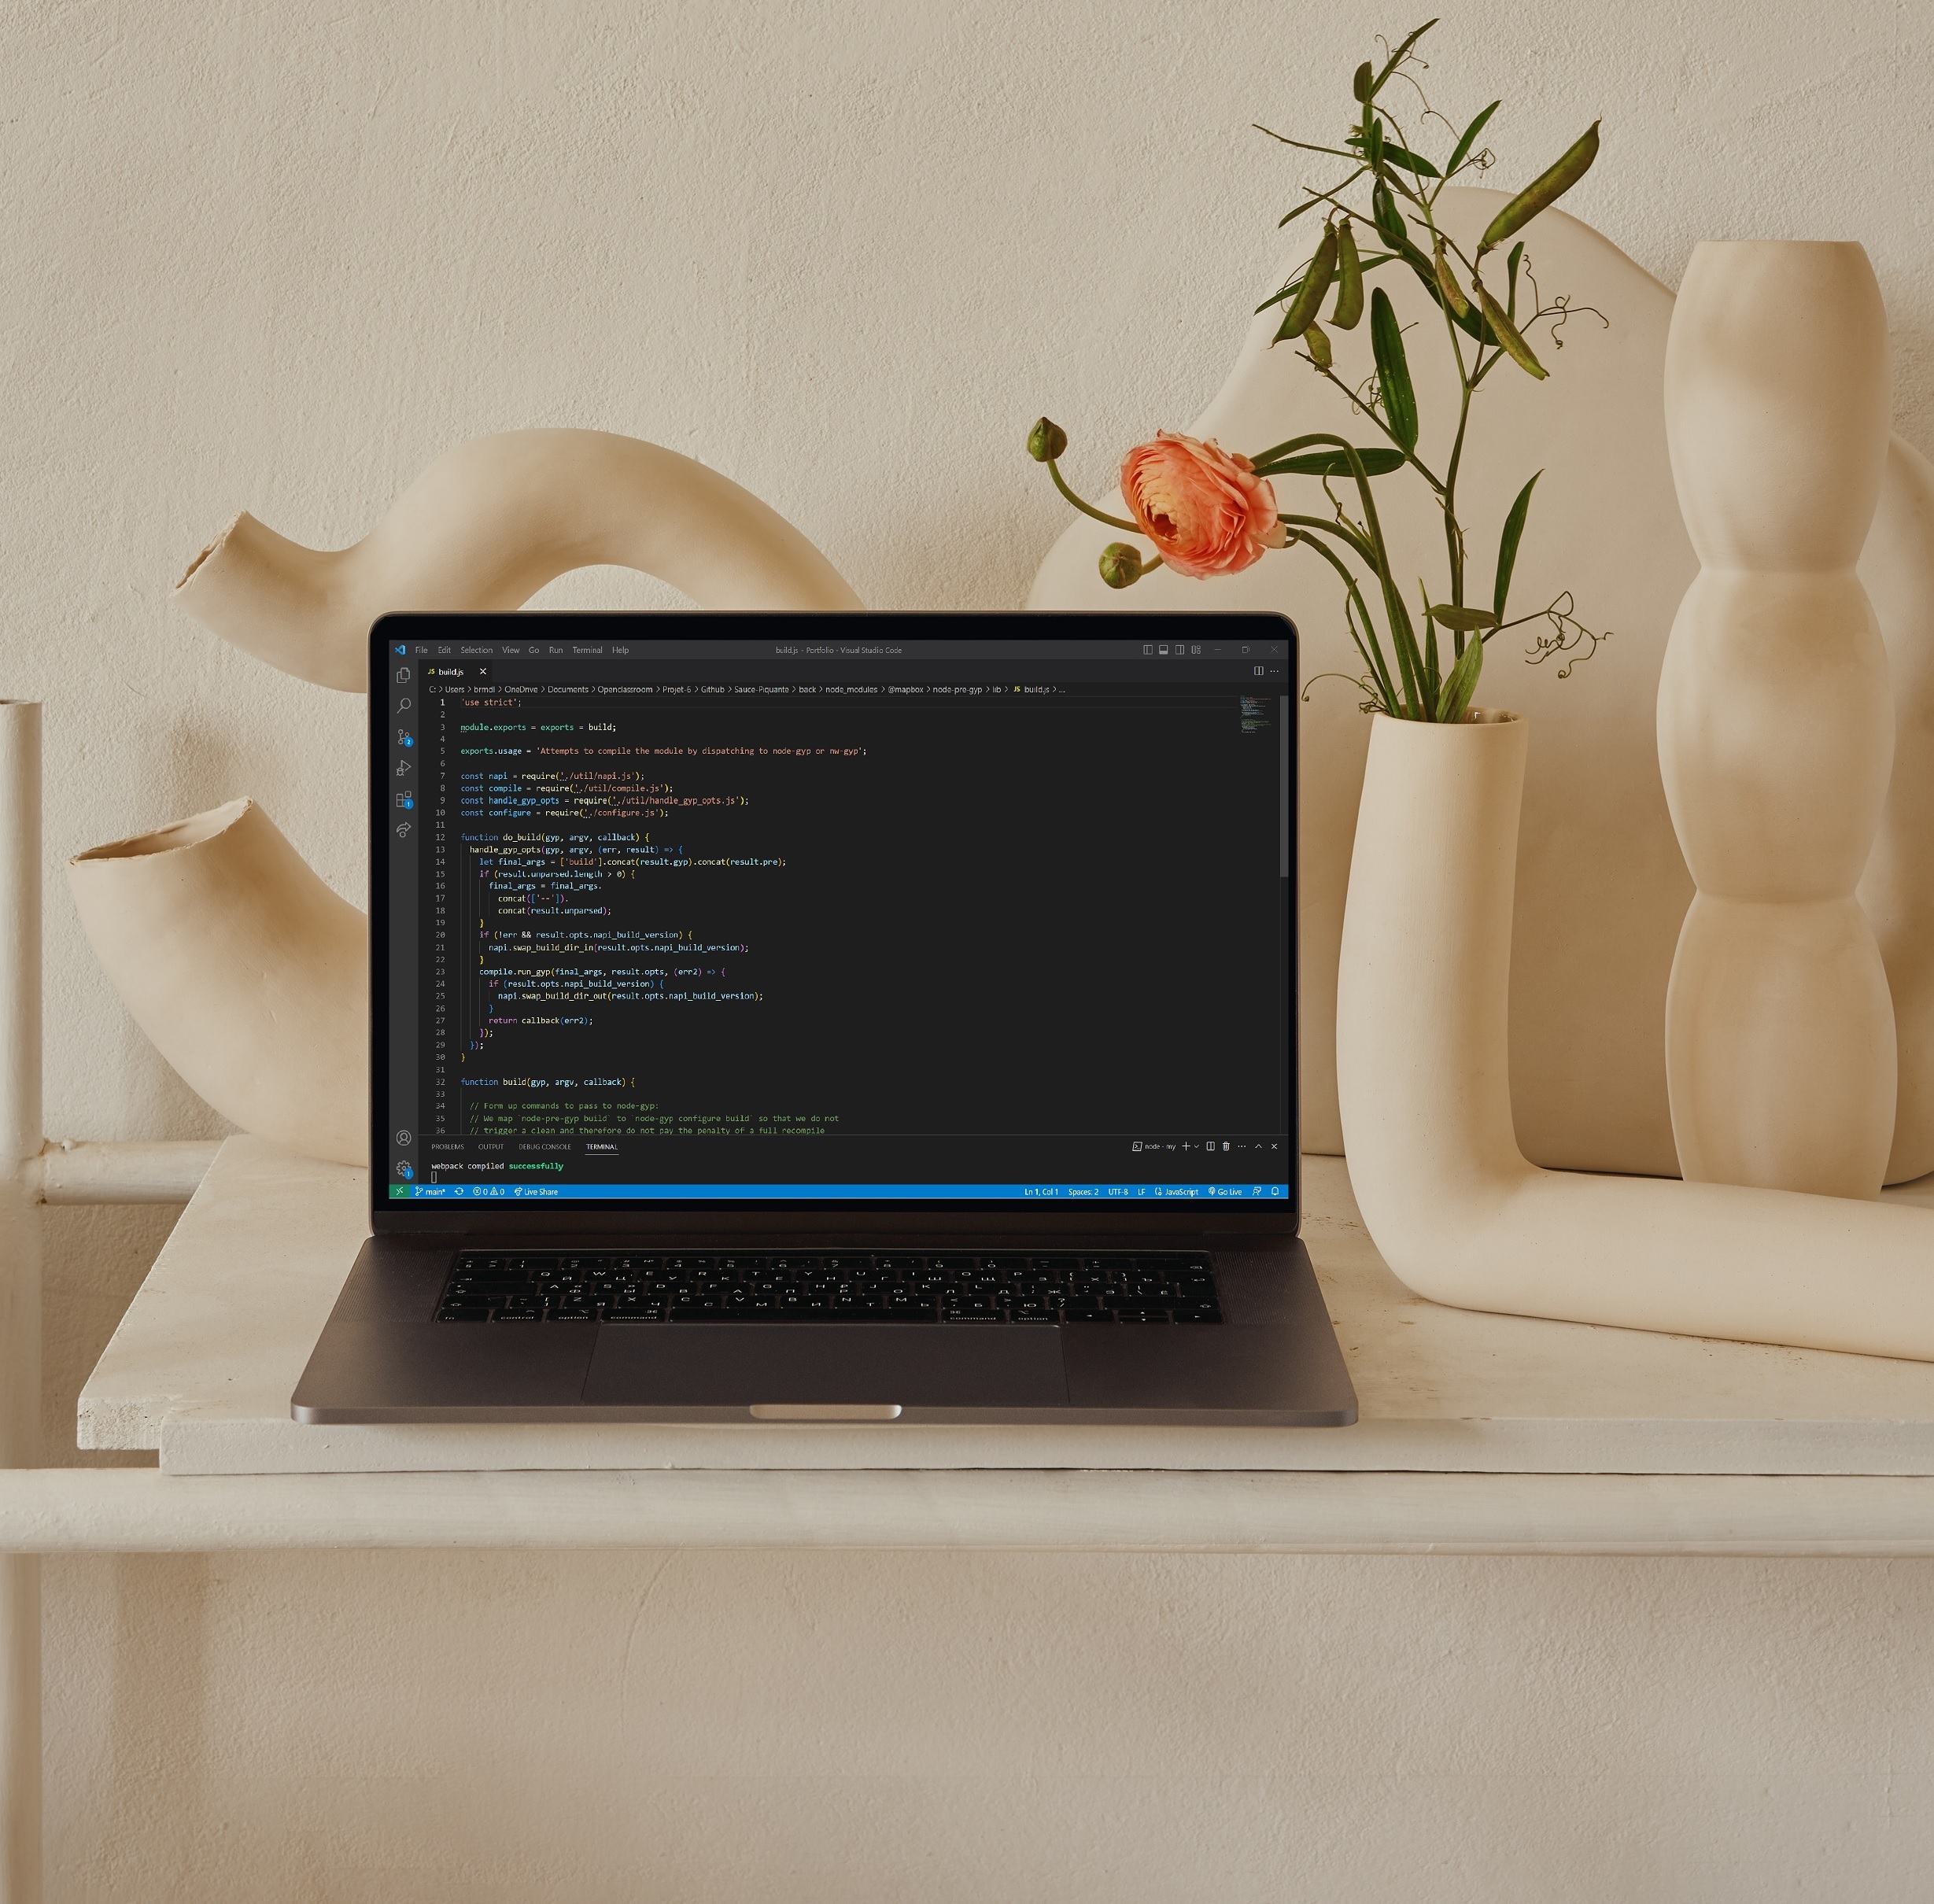 File Edit Selection View Go Run Terminal Help build.js - Portfolio - Visual Studio Code
JS build.js
C: > Users > brmdl > OneDrive > Documents > Openclassroom > Projet-6 > Github > Sauce-Piquante > back > node_modules > @mapbox > node-pre-gyp > lib > JS build.js > ...
1 'use strict';
2
3 module.exports = exports = build;
4
5 exports.usage = 'Attempts to compile the module by dispatching to node-gyp or nw-gyp';
6
7 const napi = require('./util/napi.js');
8 const compile = require('./util/compile.js');
9 const handle_gyp_opts = require('./util/handle_gyp_opts.js');
10 const configure = require('./configure.js');
11
12 function do_build(gyp, argv, callback) {
13 handle_gyp_opts(gyp, argv, (err, result) => {
14 let final_args = ['build'].concat(result.gyp).concat(result.pre);
15 if (result.unparsed.length > 0) {
16 final_args = final_args.
17 concat(['--']).
18 concat(result.unparsed);
19 }
20 if (!err && result.opts.napi_build_version) {
21 napi.swap_build_dir_in(result.opts.napi_build_version);
22 }
23 compile.run_gyp(final_args, result.opts, (err2) => {
24 if (result.opts.napi_build_version) {
25 napi.swap_build_dir_out(result.opts.napi_build_version);
26 }
27 return callback(err2);
28 });
29 });
30 }
31
32 function build(gyp, argv, callback) {
33
34 // Form up commands to pass to node-gyp:
35 // We map `node-pre-gyp build` to `node-gyp configure build` so that we do not
36 // trigger a clean and therefore do not pay the penalty of a full recompile
PROBLEMS OUTPUT DEBUG CONSOLE TERMINAL node - my
webpack compiled successfully
main* 0 0 Live Share Ln 1, Col 1 Spaces: 2 UTF-8 LF JavaScript Go Live
Q W E R T Y U I O P
Й Ц У К Е Н Г Ш Щ З Х Ъ
A S D F G H J K L
Ф Ы В А П Р О Л Д Ж Э Ё
Z X C V B N M
Я Ч С М И Т Ь Б Ю
fn control option command command option